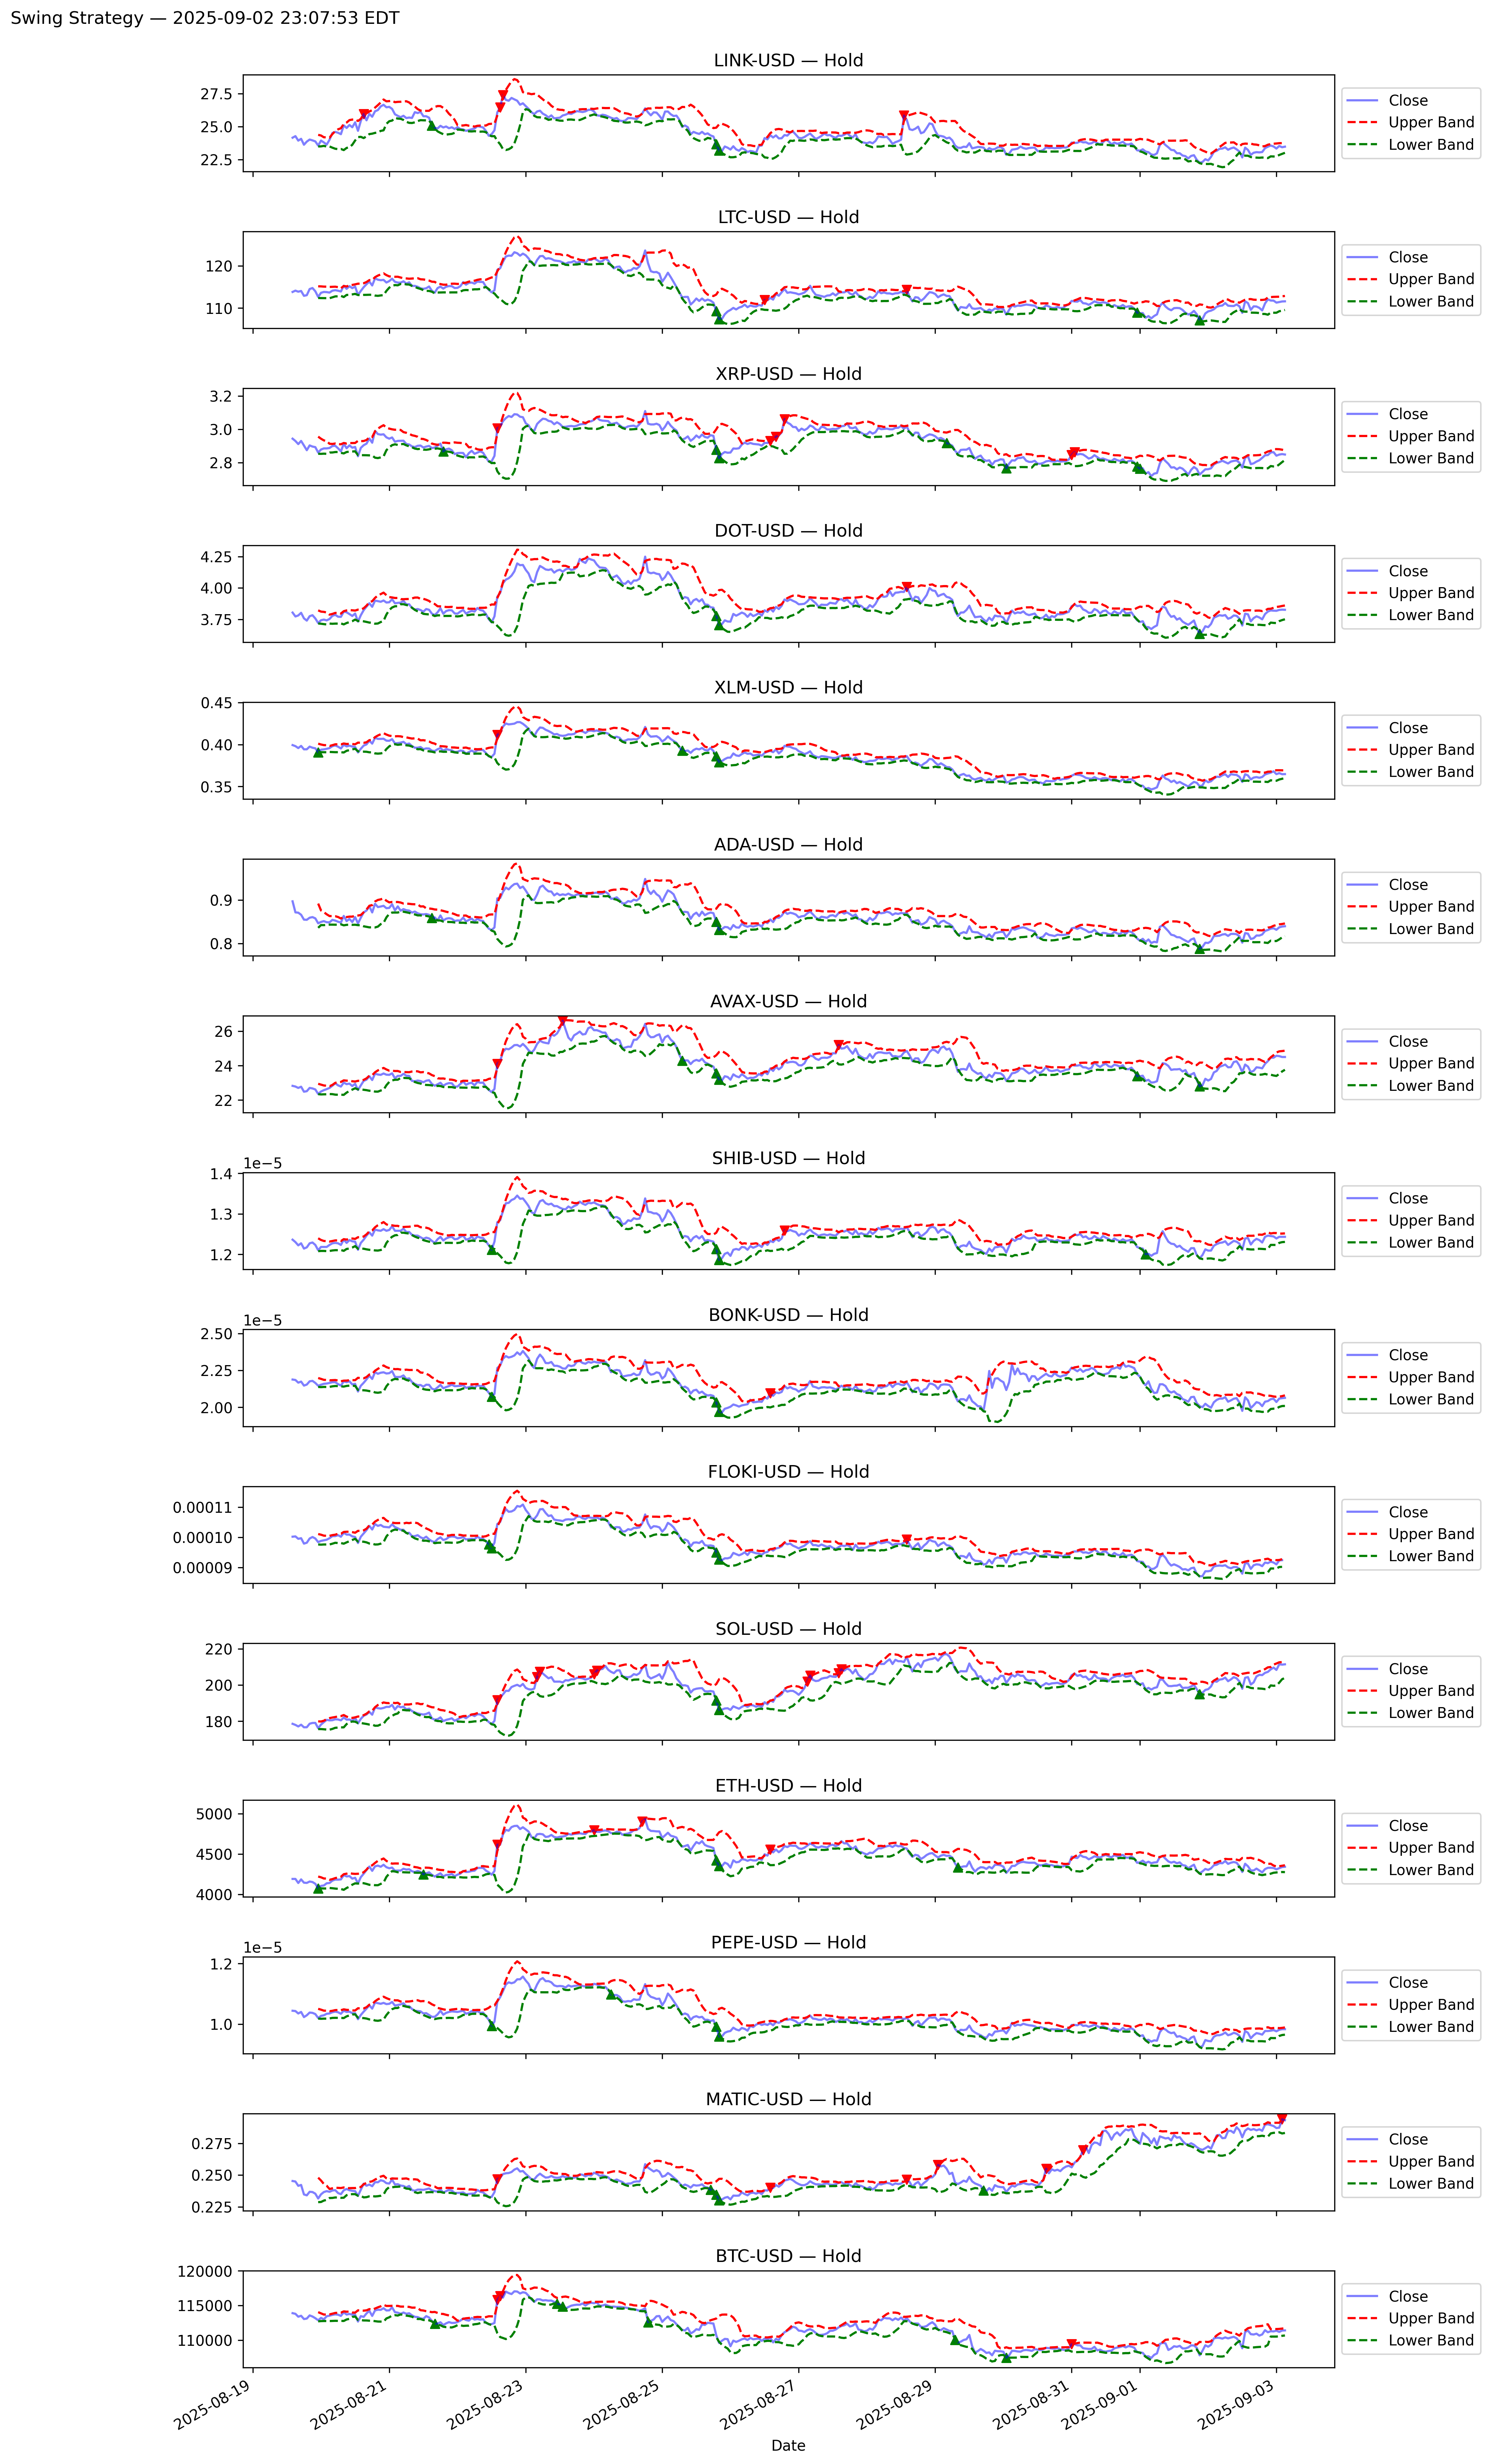 Swing Strategy — 2025-09-02 23:07:53 EDT
LINK-USD — Hold
27.5
25.0
22.5
Close
Upper Band
Lower Band
LTC-USD — Hold
120
110
Close
Upper Band
Lower Band
XRP-USD — Hold
3.2
3.0
2.8
Close
Upper Band
Lower Band
DOT-USD — Hold
4.25
4.00
3.75
Close
Upper Band
Lower Band
XLM-USD — Hold
0.45
0.40
0.35
Close
Upper Band
Lower Band
ADA-USD — Hold
0.9
0.8
Close
Upper Band
Lower Band
AVAX-USD — Hold
26
24
22
Close
Upper Band
Lower Band
SHIB-USD — Hold
1e−5
1.4
1.3
1.2
Close
Upper Band
Lower Band
BONK-USD — Hold
1e−5
2.50
2.25
2.00
Close
Upper Band
Lower Band
FLOKI-USD — Hold
0.00011
0.00010
0.00009
Close
Upper Band
Lower Band
SOL-USD — Hold
220
200
180
Close
Upper Band
Lower Band
ETH-USD — Hold
5000
4500
4000
Close
Upper Band
Lower Band
PEPE-USD — Hold
1e−5
1.2
1.0
Close
Upper Band
Lower Band
MATIC-USD — Hold
0.275
0.250
0.225
Close
Upper Band
Lower Band
BTC-USD — Hold
120000
115000
110000
Close
Upper Band
Lower Band
2025-08-19
2025-08-21
2025-08-23
2025-08-25
2025-08-27
2025-08-29
2025-08-31
2025-09-01
2025-09-03
Date